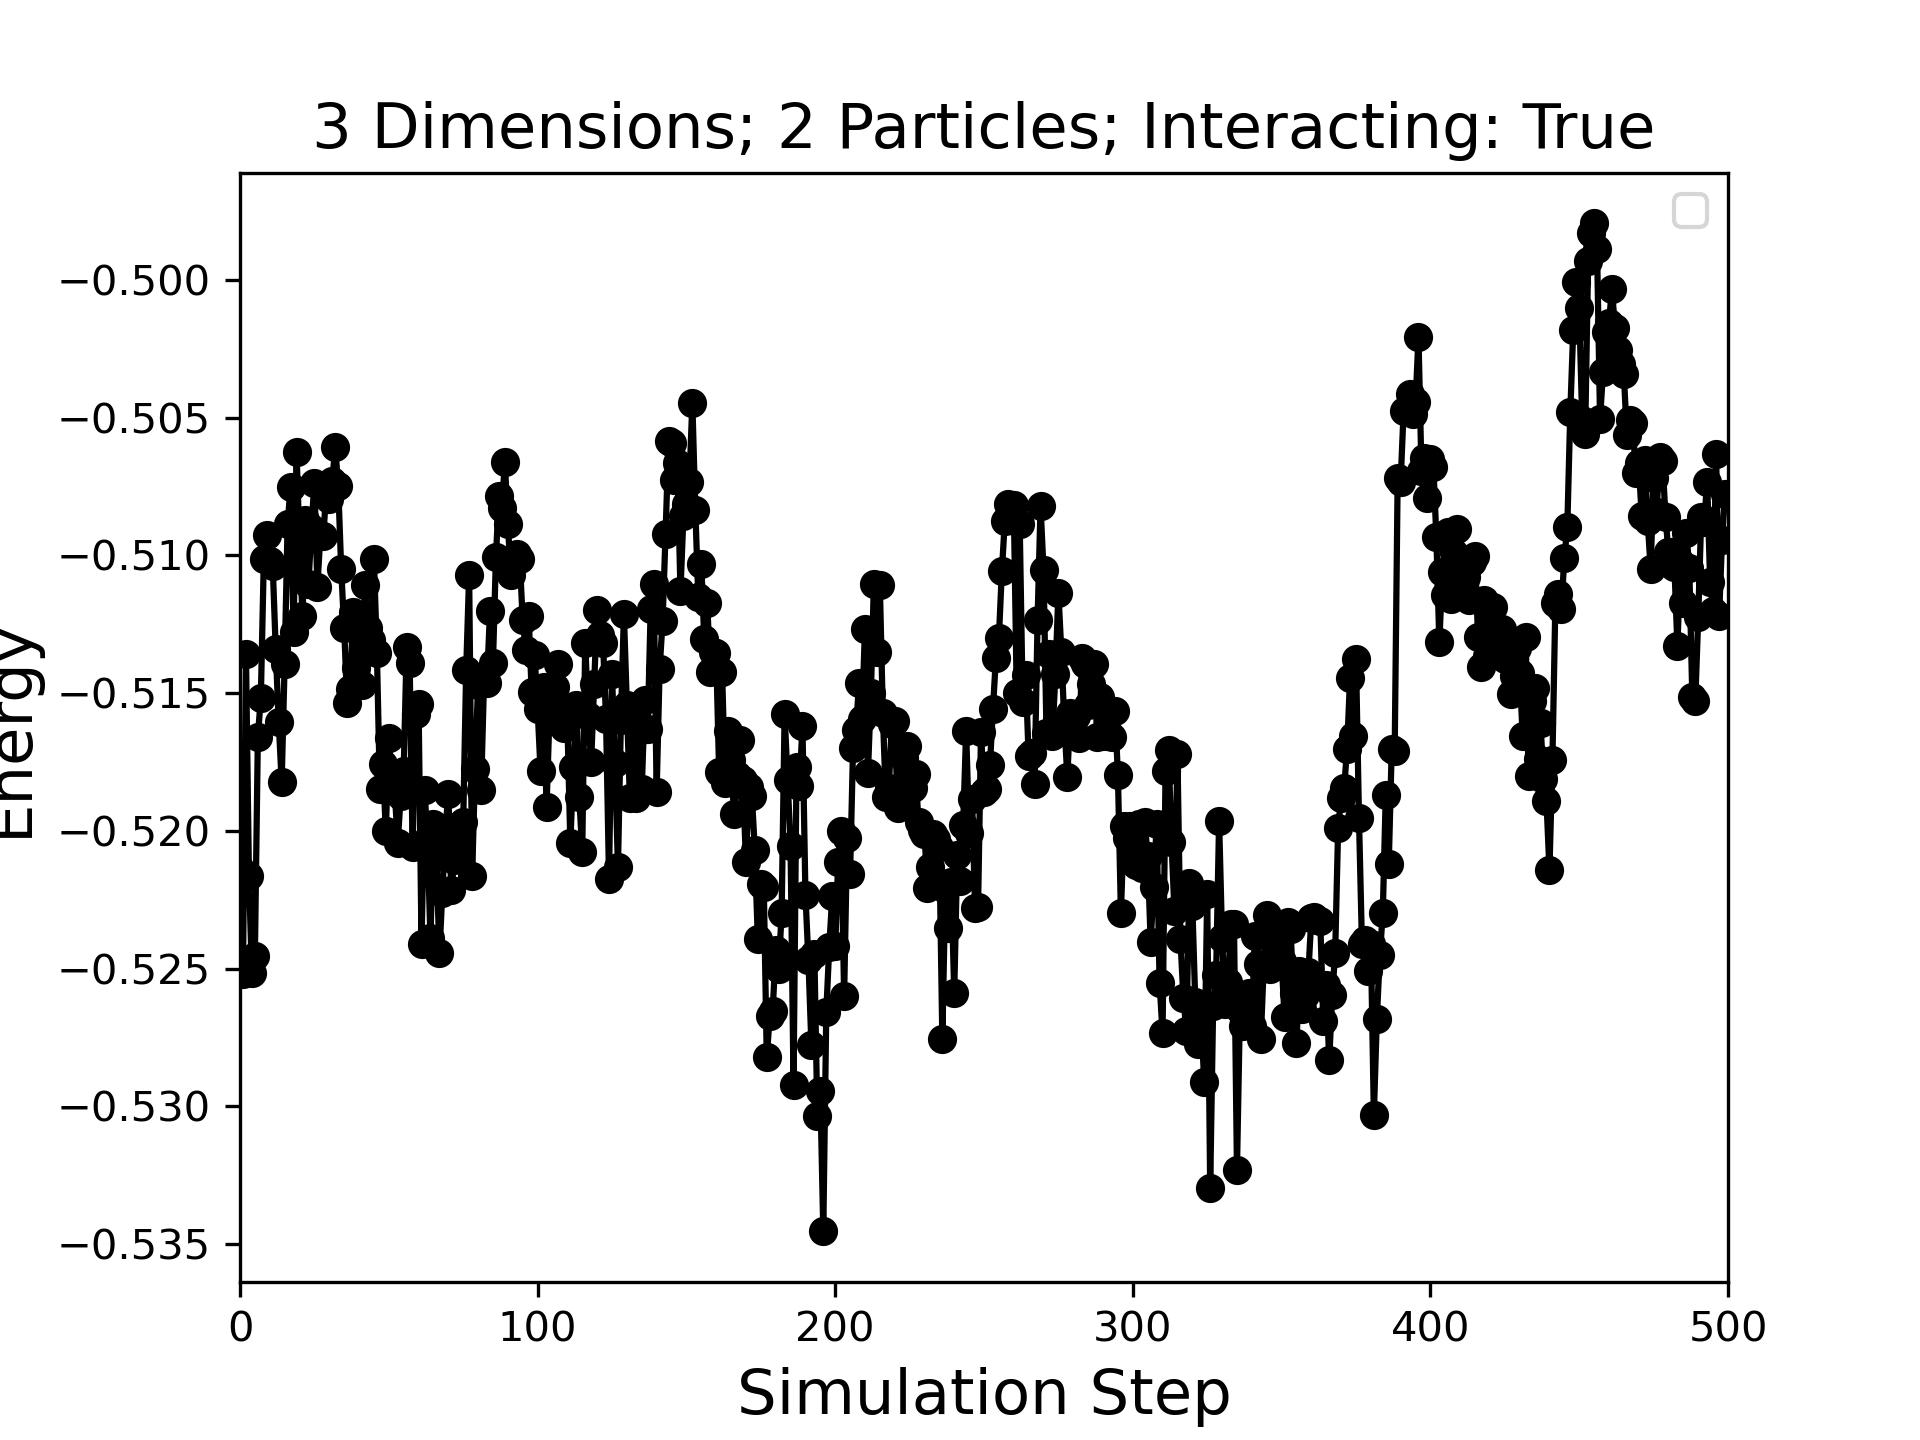 3 Dimensions; 2 Particles; Interacting: True
Energy
−0.500
−0.505
−0.510
−0.515
−0.520
−0.525
−0.530
−0.535
0 100 200 300 400 500
Simulation Step